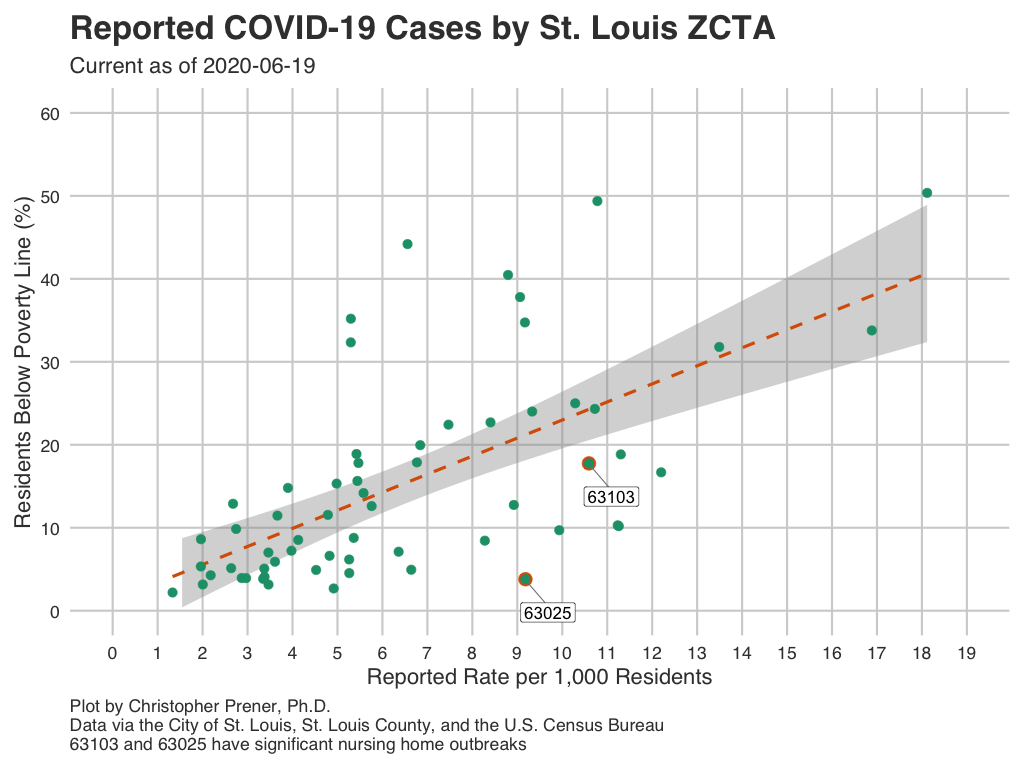 Reported COVID-19 Cases by St. Louis ZCTA
Current as of 2020-06-19
Residents Below Poverty Line (%)
60
50
40
30
20
10
0
63103
63025
0 1 2 3 4 5 6 7 8 9 10 11 12 13 14 15 16 17 18 19
Reported Rate per 1,000 Residents
Plot by Christopher Prener, Ph.D.
Data via the City of St. Louis, St. Louis County, and the U.S. Census Bureau
63103 and 63025 have significant nursing home outbreaks